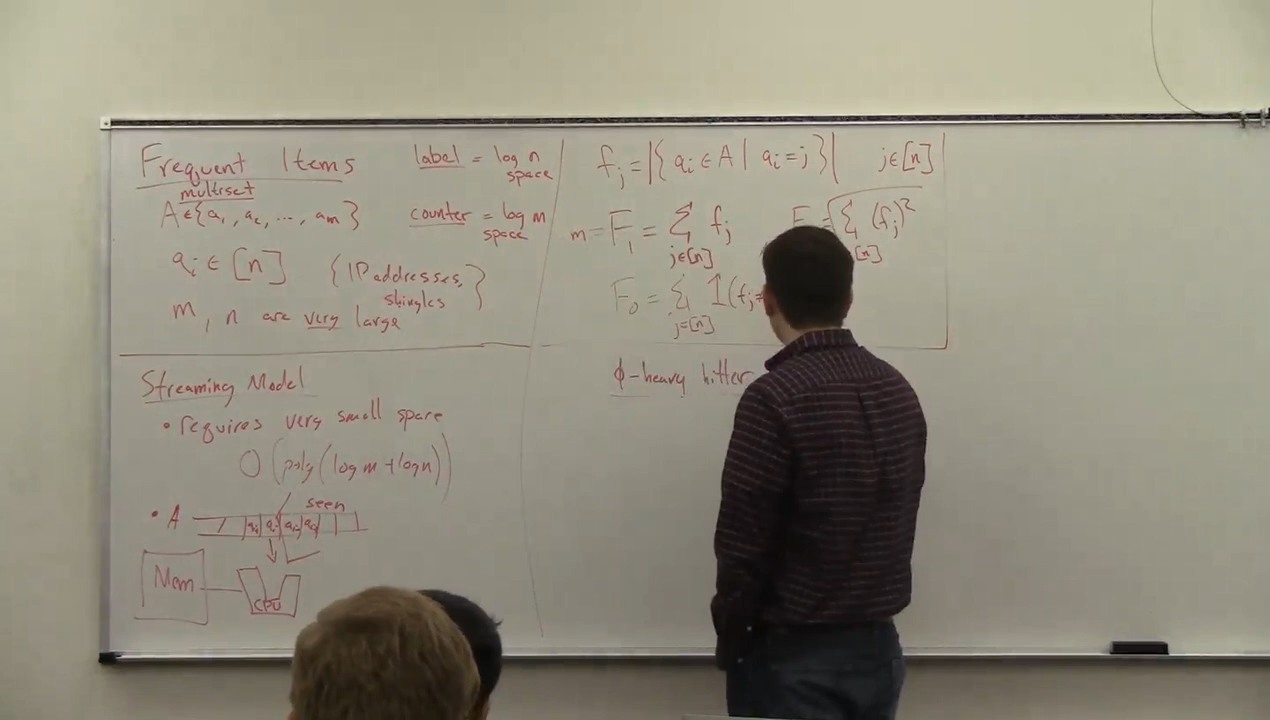 Frequent Items
multiset
A ∈ {a₁, a₂, ..., aₘ}
aᵢ ∈ [n] {IP addresses, shingles}
m, n are very large
label = log n space
counter = log m space
Streaming Model
• requires very small space
O(poly(log m + log n))
• A seen
Mem
CPU
fⱼ = |{aᵢ ∈ A | aᵢ = j}| j ∈ [n]
m = F₁ = Σ fⱼ
j∈[n]
F = √Σ (fⱼ)²
[n]
F₀ = Σ 1(fⱼ
j=[n]
ϕ-heavy hitter